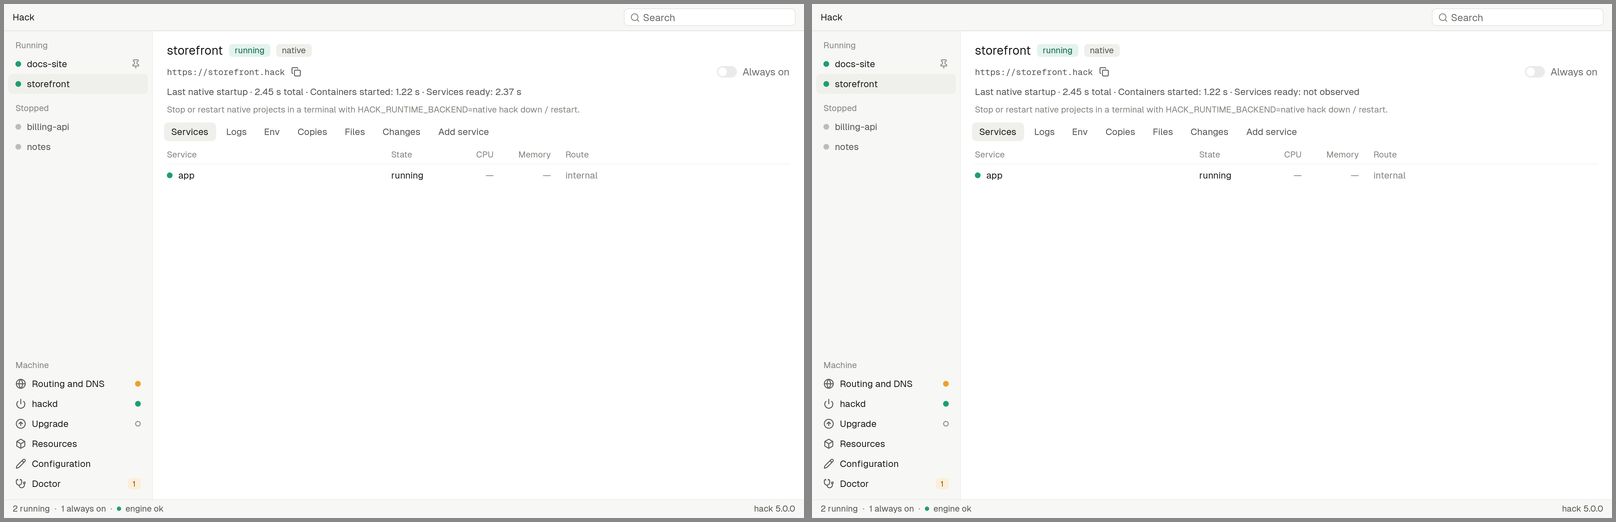 Hack
Search
Running
docs-site
storefront
Stopped
billing-api
notes
Machine
Routing and DNS
hackd
Upgrade
Resources
Configuration
Doctor 1
storefront running native
https://storefront.hack
Always on
Last native startup · 2.45 s total · Containers started: 1.22 s · Services ready: 2.37 s
Stop or restart native projects in a terminal with HACK_RUNTIME_BACKEND=native hack down / restart.
Services Logs Env Copies Files Changes Add service
Service State CPU Memory Route
app running — — internal
2 running · 1 always on · engine ok
hack 5.0.0
Hack
Search
Running
docs-site
storefront
Stopped
billing-api
notes
Machine
Routing and DNS
hackd
Upgrade
Resources
Configuration
Doctor 1
storefront running native
https://storefront.hack
Always on
Last native startup · 2.45 s total · Containers started: 1.22 s · Services ready: not observed
Stop or restart native projects in a terminal with HACK_RUNTIME_BACKEND=native hack down / restart.
Services Logs Env Copies Files Changes Add service
Service State CPU Memory Route
app running — — internal
2 running · 1 always on · engine ok
hack 5.0.0